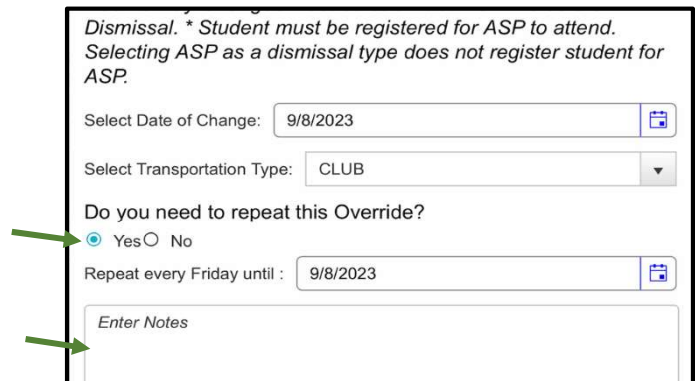 Dismissal. * Student must be registered for ASP to attend.
Selecting ASP as a dismissal type does not register student for
ASP.
Select Date of Change: 9/8/2023
Select Transportation Type: CLUB
Do you need to repeat this Override?
Yes No
Repeat every Friday until : 9/8/2023
Enter Notes